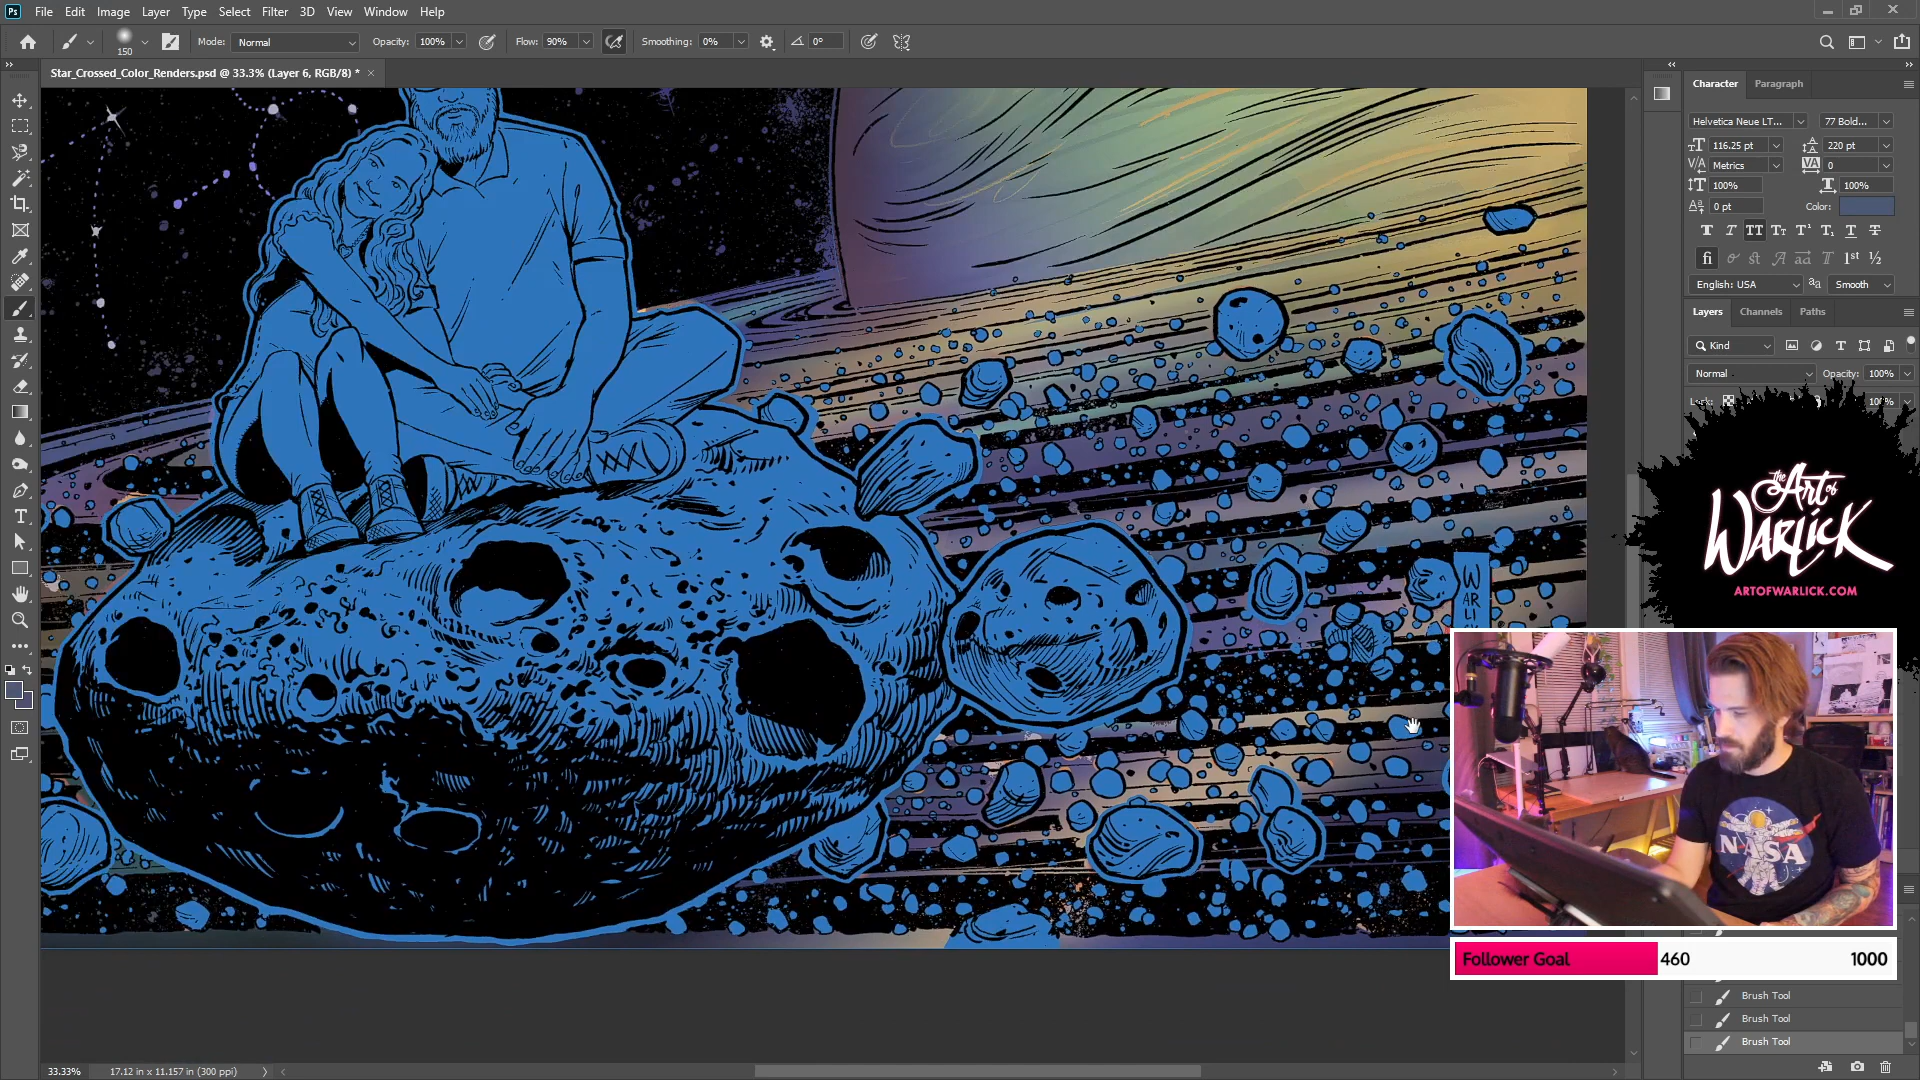 Ps File Edit Image Layer Type Select Filter 3D View Window Help
150 Mode: Normal Opacity: 100% Flow: 90% Smoothing: 0% 0°
Star_Crossed_Color_Renders.psd @ 33.3% (Layer 6, RGB/8) *
Character Paragraph
Helvetica Neue LT... 77 Bold...
116.25 pt 220 pt
Metrics 0
100% 100%
0 pt Color:
English: USA Smooth
Layers Channels Paths
Kind
Normal Opacity: 100%
Lock: 100%
the Art of
Warlick
ARTOFWARLICK.COM
NASA
Follower Goal 460 1000
Brush Tool
Brush Tool
Brush Tool
33.33% 17.12 in x 11.157 in (300 ppi)